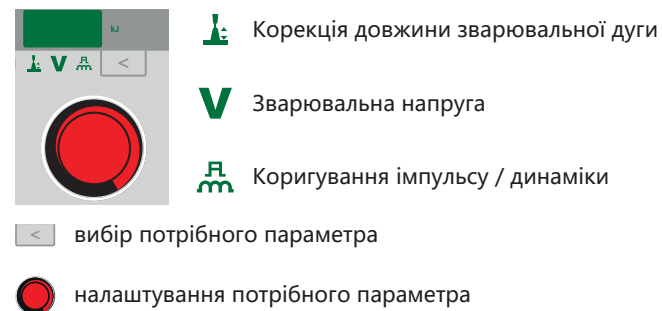 kJ
Корекція довжини зварювальної дуги
V <
V Зварювальна напруга
Коригування імпульсу / динаміки
< вибір потрібного параметра
налаштування потрібного параметра